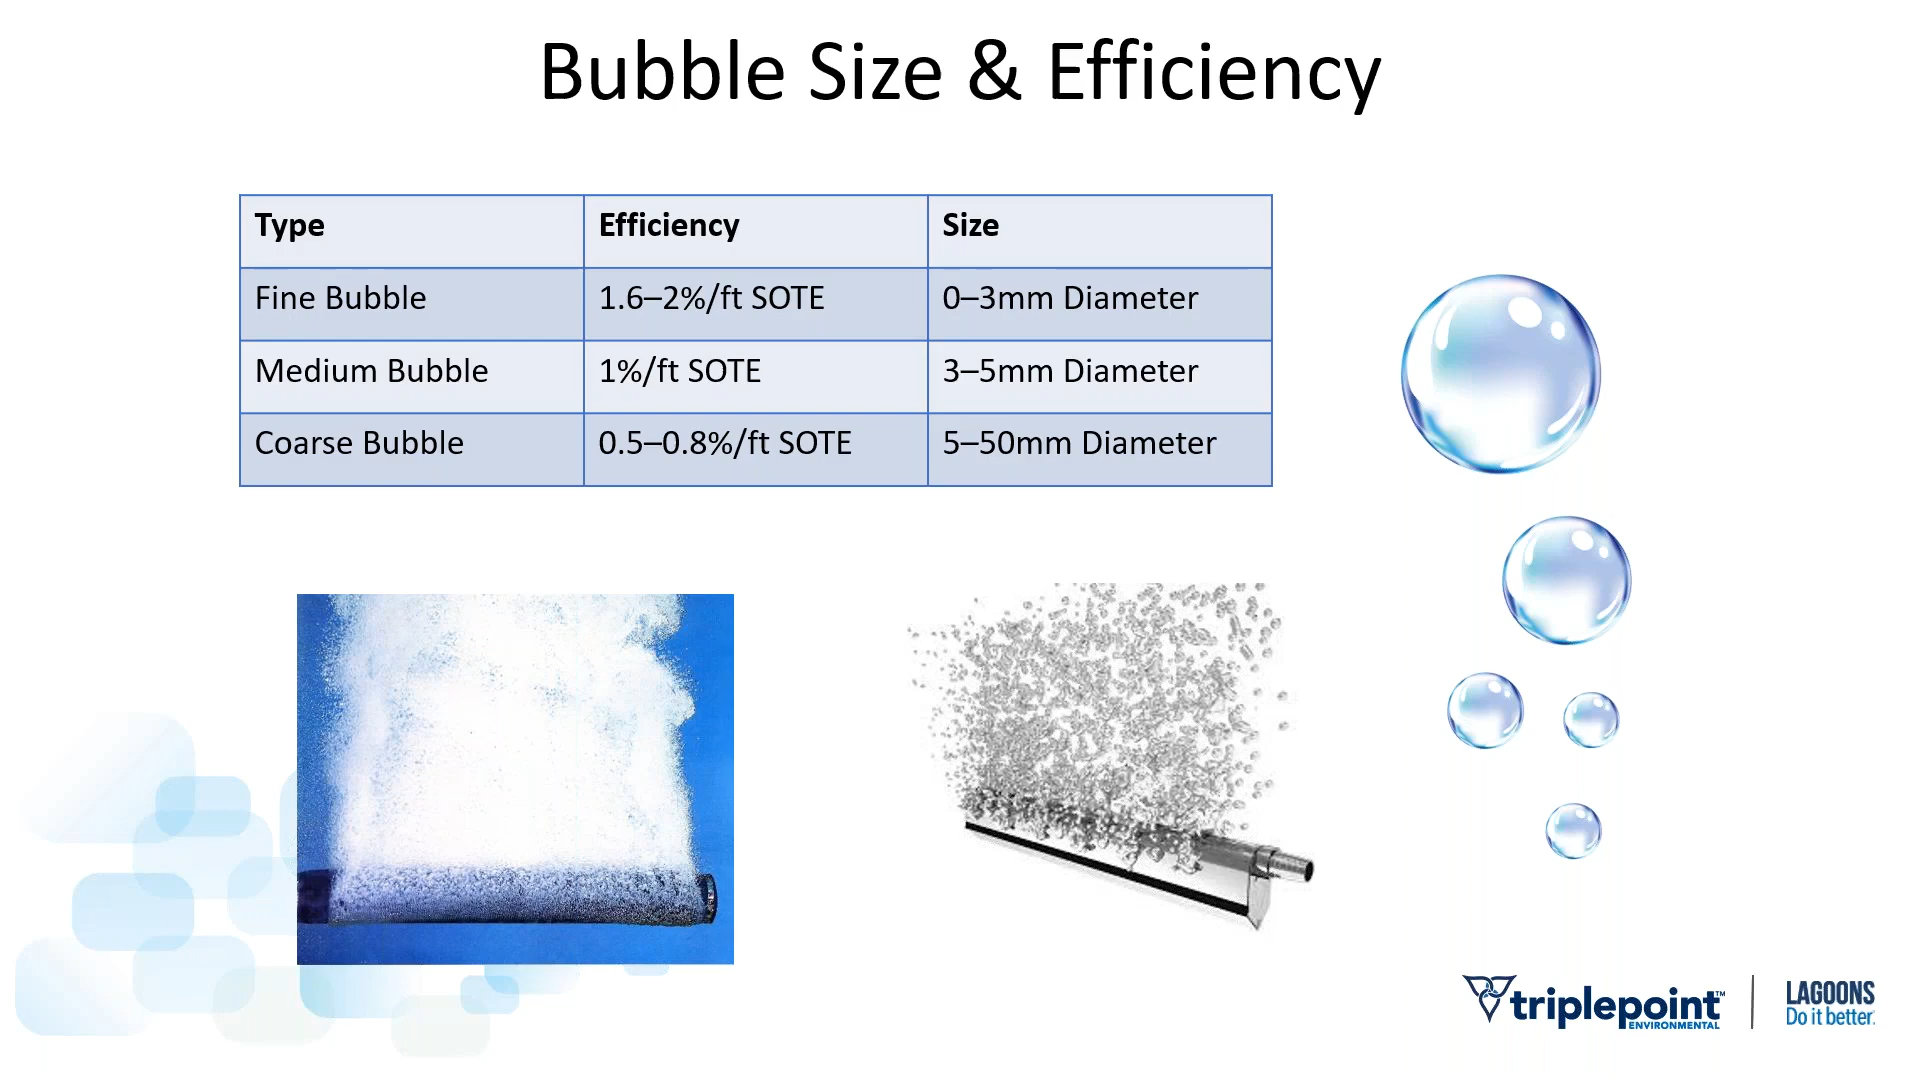 Bubble Size & Efficiency
Type Efficiency Size
Fine Bubble 1.6–2%/ft SOTE 0–3mm Diameter
Medium Bubble 1%/ft SOTE 3–5mm Diameter
Coarse Bubble 0.5–0.8%/ft SOTE 5–50mm Diameter
triplepoint™
ENVIRONMENTAL
LAGOONS
Do it better.